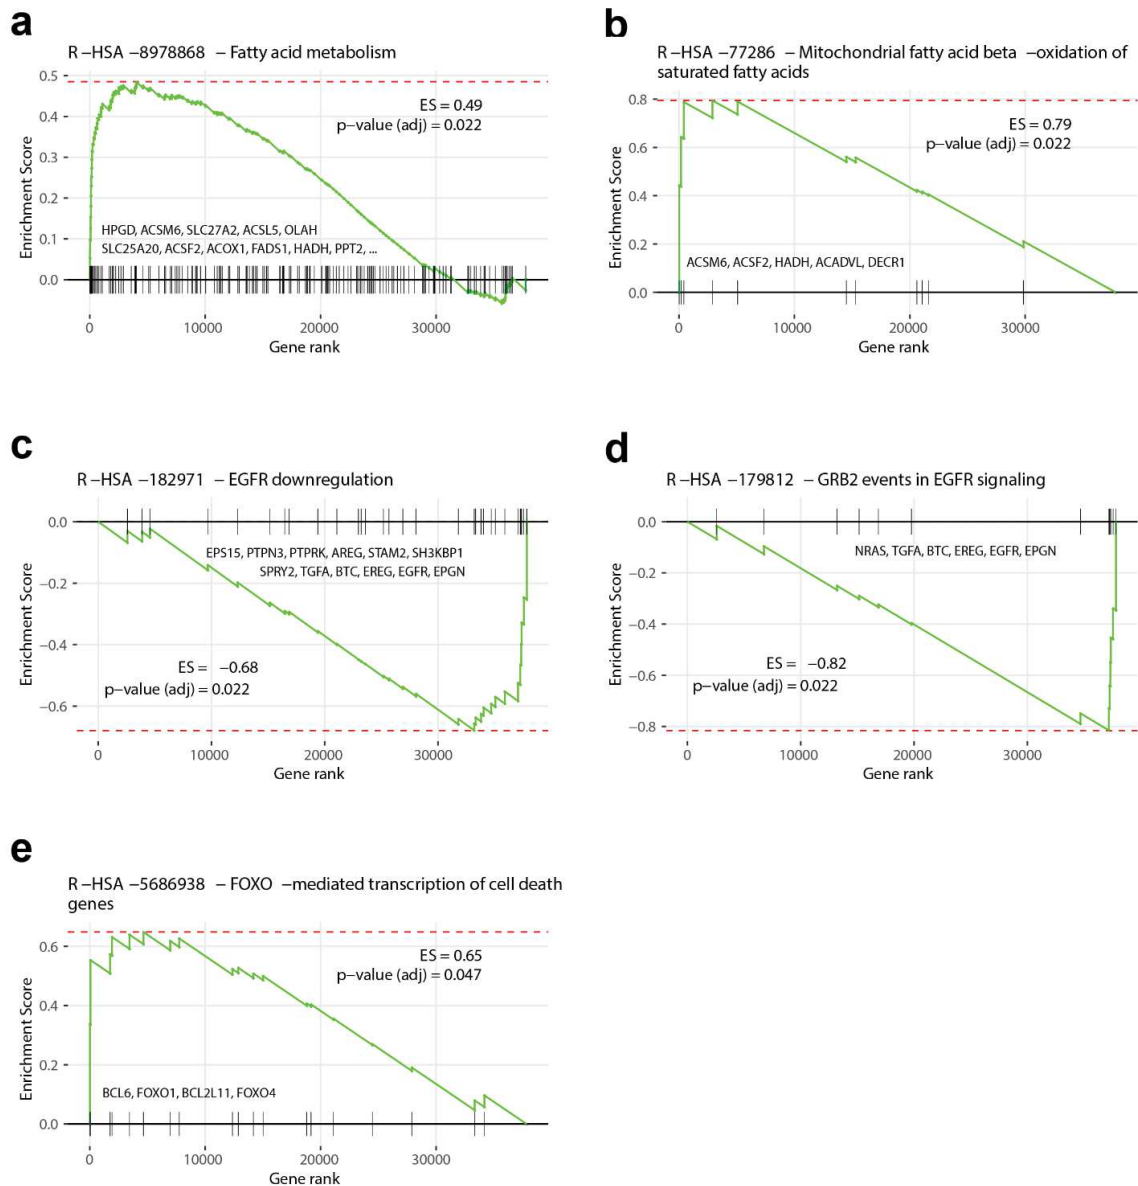 a
R-HSA-8978868 - Fatty acid metabolism
0.5
0.4
0.3
0.2
0.1
0.0
Enrichment Score
ES = 0.49
p-value (adj) = 0.022
HPGD, ACSM6, SLC27A2, ACSL5, OLAH
SLC25A20, ACSF2, ACOX1, FADS1, HADH, PPT2, ...
0 10000 20000 30000
Gene rank
b
R-HSA-77286 - Mitochondrial fatty acid beta-oxidation of
saturated fatty acids
0.8
0.6
0.4
0.2
0.0
Enrichment Score
ES = 0.79
p-value (adj) = 0.022
ACSM6, ACSF2, HADH, ACADVL, DECR1
0 10000 20000 30000
Gene rank
c
R-HSA-182971 - EGFR downregulation
0.0
-0.2
-0.4
-0.6
Enrichment Score
EPS15, PTPN3, PTPRK, AREG, STAM2, SH3KBP1
SPRY2, TGFA, BTC, EREG, EGFR, EPGN
ES = -0.68
p-value (adj) = 0.022
0 10000 20000 30000
Gene rank
d
R-HSA-179812 - GRB2 events in EGFR signaling
0.0
-0.2
-0.4
-0.6
-0.8
Enrichment Score
NRAS, TGFA, BTC, EREG, EGFR, EPGN
ES = -0.82
p-value (adj) = 0.022
0 10000 20000 30000
Gene rank
e
R-HSA-5686938 - FOXO-mediated transcription of cell death
genes
0.6
0.4
0.2
0.0
Enrichment Score
ES = 0.65
p-value (adj) = 0.047
BCL6, FOXO1, BCL2L11, FOXO4
0 10000 20000 30000
Gene rank